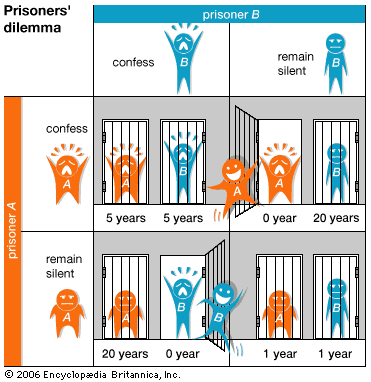 Prisoners'
dilemma
prisoner B
confess
remain
silent
B
B
prisoner A
confess
A
A
B
A
A
B
5 years
5 years
0 year
20 years
remain
silent
A
A
B
B
A
B
20 years
0 year
1 year
1 year
© 2006 Encyclopædia Britannica, Inc.